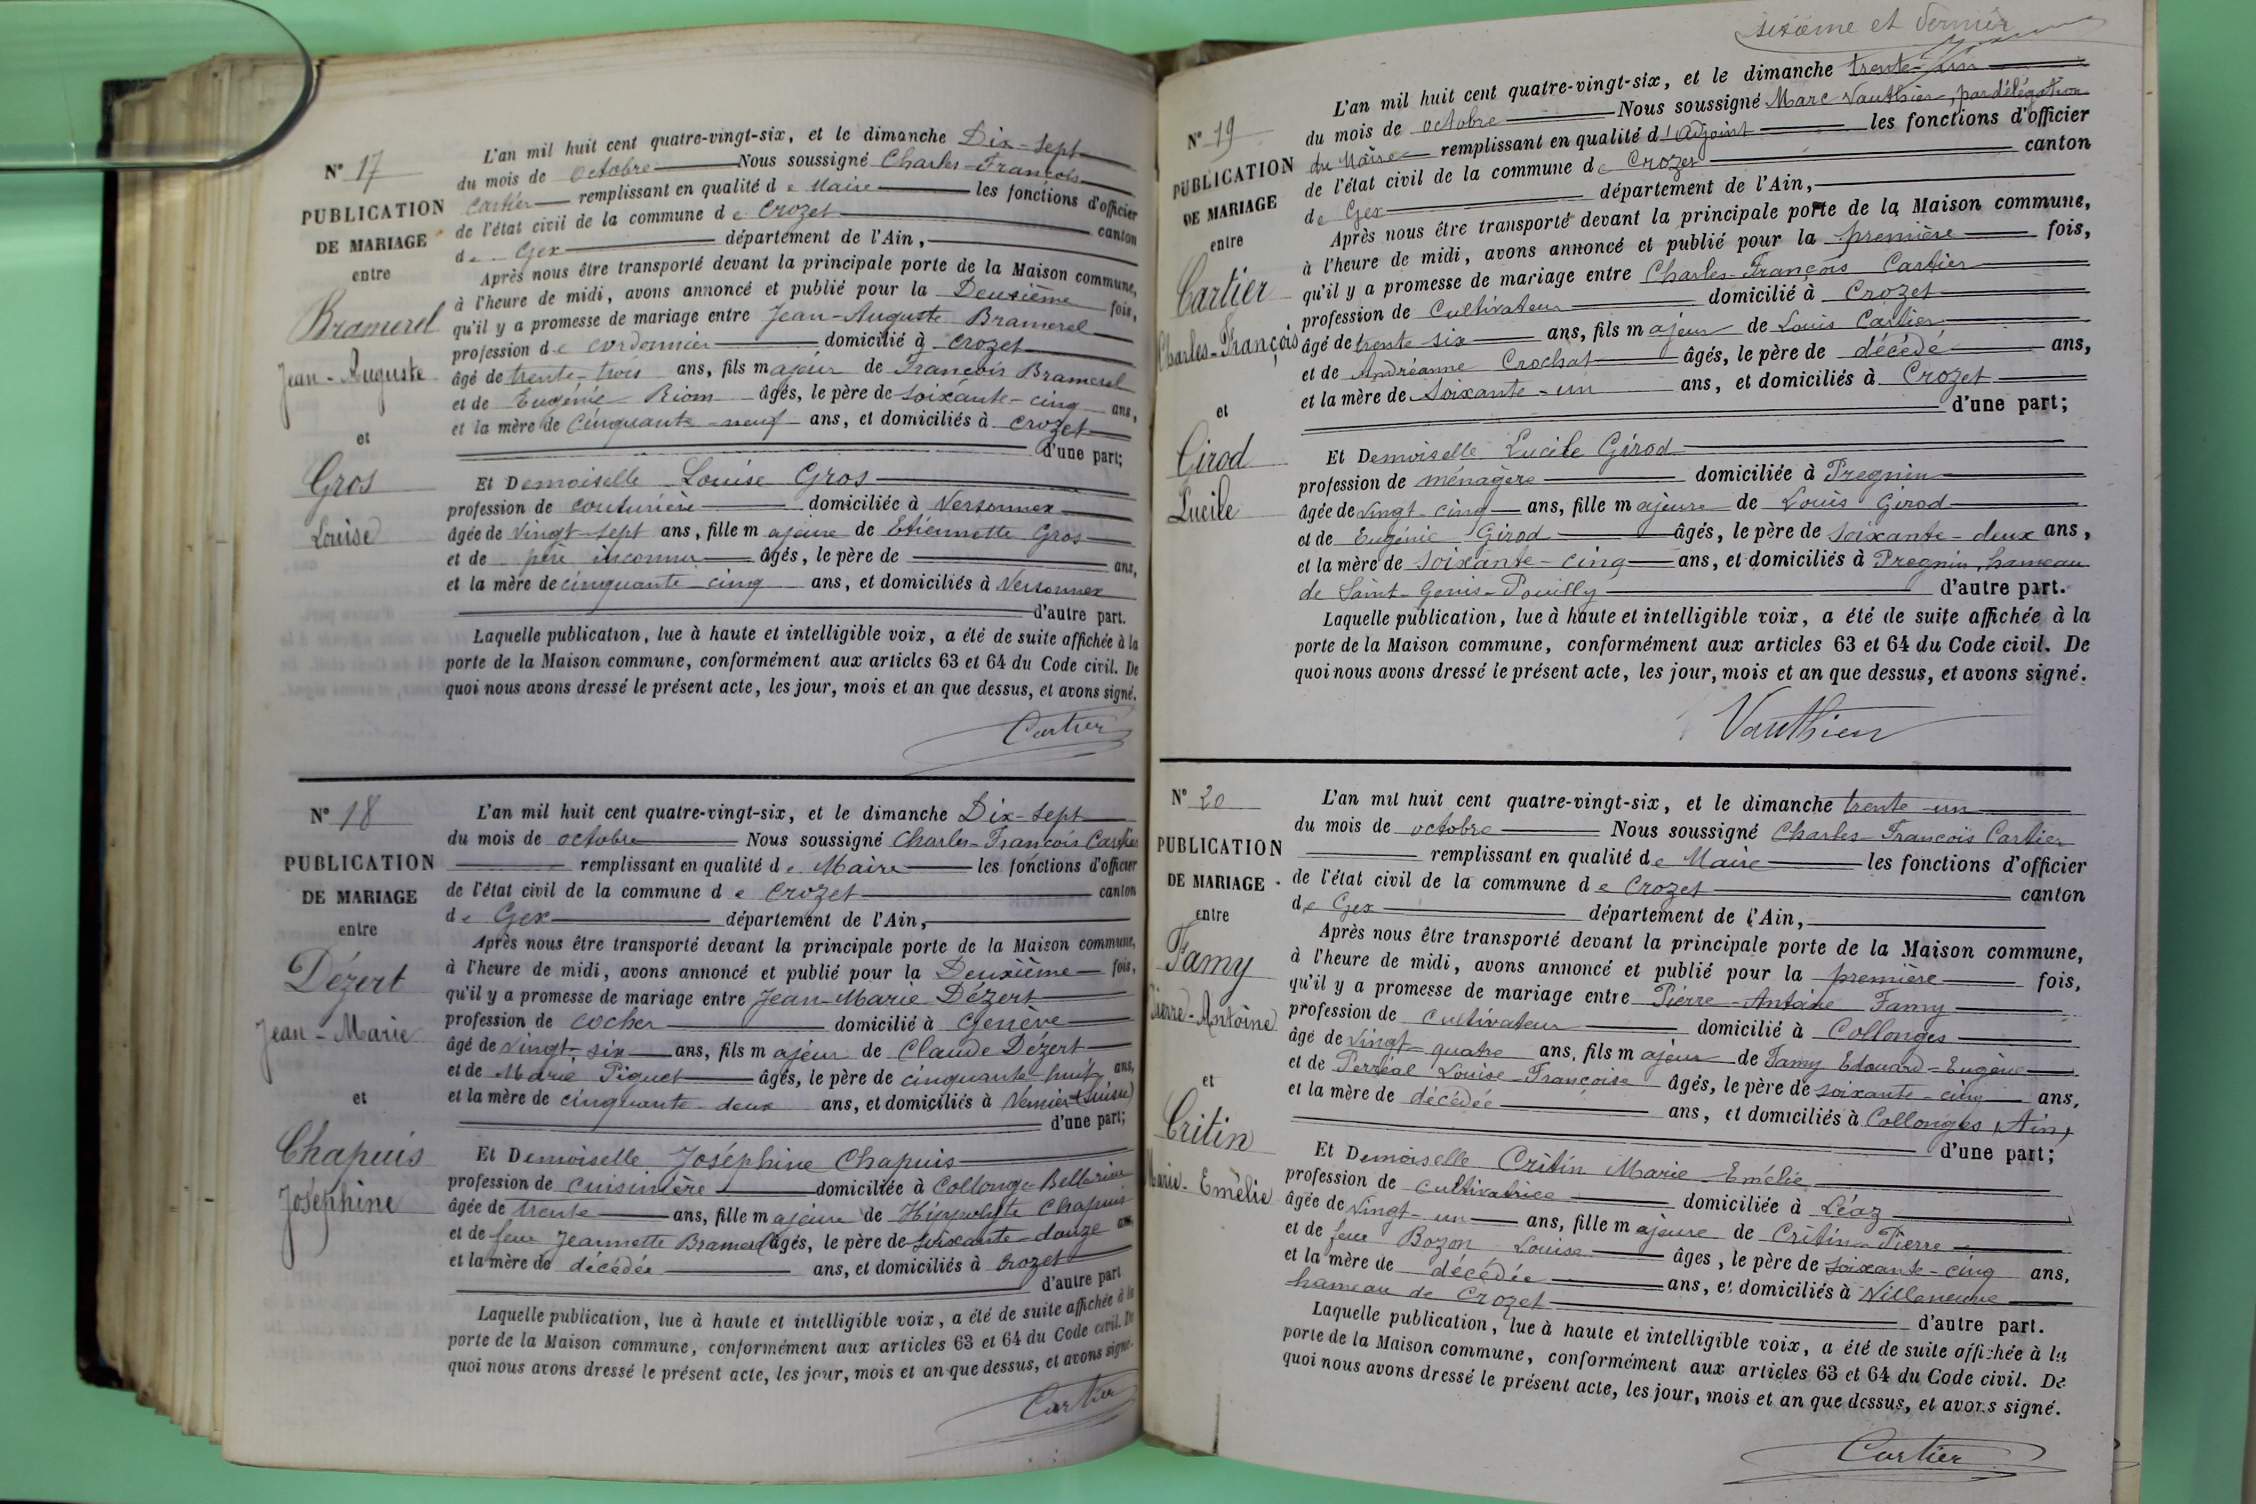 N° 17
PUBLICATION
DE MARIAGE
entre
Bramerel
Jean-Auguste
et
Gros
Louise
L'an mil huit cent quatre-vingt-six, et le dimanche Dix-sept
du mois de octobre Nous soussigné Charles-François
Cartier remplissant en qualité de Maire les fonctions d'officier
de l'état civil de la commune de Crozet canton
de Gex département de l'Ain,
Après nous être transporté devant la principale porte de la Maison commune,
à l'heure de midi, avons annoncé et publié pour la Deuxième fois,
qu'il y a promesse de mariage entre Jean-Auguste Bramerel
profession de cordonnier domicilié à Crozet
âgé de trente-trois ans, fils majeur de François Bramerel
et de Eugénie Riom âgés, le père de soixante-cinq ans,
et la mère de cinquante-neuf ans, et domiciliés à Crozet
d'une part;
Et Demoiselle Louise Gros
profession de couturière domiciliée à Versonnex
âgée de vingt-sept ans, fille majeure de Etiennette Gros
et de père inconnu âgés, le père de ans,
et la mère de cinquante cinq ans, et domiciliés à Versonnex
d'autre part.
Laquelle publication, lue à haute et intelligible voix, a été de suite affichée à la
porte de la Maison commune, conformément aux articles 63 et 64 du Code civil. De
quoi nous avons dressé le présent acte, les jour, mois et an que dessus, et avons signé.
Cartier
N° 18
PUBLICATION
DE MARIAGE
entre
Dézert
Jean-Marie
et
Chapuis
Joséphine
L'an mil huit cent quatre-vingt-six, et le dimanche Dix-sept
du mois de octobre Nous soussigné Charles-François Cartier
remplissant en qualité de Maire les fonctions d'officier
de l'état civil de la commune de Crozet canton
de Gex département de l'Ain,
Après nous être transporté devant la principale porte de la Maison commune,
à l'heure de midi, avons annoncé et publié pour la Deuxième fois,
qu'il y a promesse de mariage entre Jean-Marie Dézert
profession de cocher domicilié à Genève
âgé de vingt-six ans, fils majeur de Claude Dézert
et de Marie Piquet âgés, le père de cinquante-huit ans,
et la mère de cinquante-deux ans, et domiciliés à Vernier (Suisse)
d'une part;
Et Demoiselle Joséphine Chapuis
profession de cuisinière domiciliée à Collonge-Bellerive
âgée de trente ans, fille majeure de Hyppolyte Chapuis
et de feue Jeannette Bramerel âgés, le père de soixante-douze ans,
et la mère de décédée ans, et domiciliés à Crozet
d'autre part
Laquelle publication, lue à haute et intelligible voix, a été de suite affichée à la
porte de la Maison commune, conformément aux articles 63 et 64 du Code civil. De
quoi nous avons dressé le présent acte, les jour, mois et an que dessus, et avons signé.
Cartier
sixième et dernier
N° 19
PUBLICATION
DE MARIAGE
entre
Cartier
Charles-François
et
Girod
Lucile
L'an mil huit cent quatre-vingt-six, et le dimanche trente-un
du mois de octobre Nous soussigné Marc Vauthier, par délégation
du Maire remplissant en qualité d'adjoint les fonctions d'officier
de l'état civil de la commune de Crozet canton
de Gex département de l'Ain,
Après nous être transporté devant la principale porte de la Maison commune,
à l'heure de midi, avons annoncé et publié pour la première fois,
qu'il y a promesse de mariage entre Charles-François Cartier
profession de Cultivateur domicilié à Crozet
âgé de trente-six ans, fils majeur de Louis Cartier
et de Andréanne Crochat âgés, le père de décédé ans,
et la mère de Soixante-un ans, et domiciliés à Crozet
d'une part;
Et Demoiselle Lucile Girod
profession de ménagère domiciliée à Pregnin
âgée de vingt-cinq ans, fille majeure de Louis Girod
et de Eugénie Girod âgés, le père de soixante-deux ans,
et la mère de soixante-cinq ans, et domiciliés à Pregnin, hameau
de Saint-Genis-Pouilly d'autre part.
Laquelle publication, lue à haute et intelligible voix, a été de suite affichée à la
porte de la Maison commune, conformément aux articles 63 et 64 du Code civil. De
quoi nous avons dressé le présent acte, les jour, mois et an que dessus, et avons signé.
Vauthier
N° 20
PUBLICATION
DE MARIAGE
entre
Famy
Pierre-Antoine
et
Critin
Marie-Emélie
L'an mil huit cent quatre-vingt-six, et le dimanche trente-un
du mois de octobre Nous soussigné Charles-François Cartier
remplissant en qualité de Maire les fonctions d'officier
de l'état civil de la commune de Crozet canton
de Gex département de l'Ain,
Après nous être transporté devant la principale porte de la Maison commune,
à l'heure de midi, avons annoncé et publié pour la première fois,
qu'il y a promesse de mariage entre Pierre-Antoine Famy
profession de cultivateur domicilié à Collonges
âgé de vingt-quatre ans, fils majeur de Famy Edouard-Eugène
et de Perréal Louise-Françoise âgés, le père de soixante-cinq ans,
et la mère de décédée ans, et domiciliés à Collonges (Ain)
d'une part;
Et Demoiselle Critin Marie-Emélie
profession de cultivatrice domiciliée à Léaz
âgée de vingt-un ans, fille majeure de Critin-Pierre
et de feue Bozon Louise âgés, le père de soixante-cinq ans,
et la mère de décédée ans, et domiciliés à Villeneuve
hameau de Crozet d'autre part.
Laquelle publication, lue à haute et intelligible voix, a été de suite affichée à la
porte de la Maison commune, conformément aux articles 63 et 64 du Code civil. De
quoi nous avons dressé le présent acte, les jour, mois et an que dessus, et avons signé.
Cartier